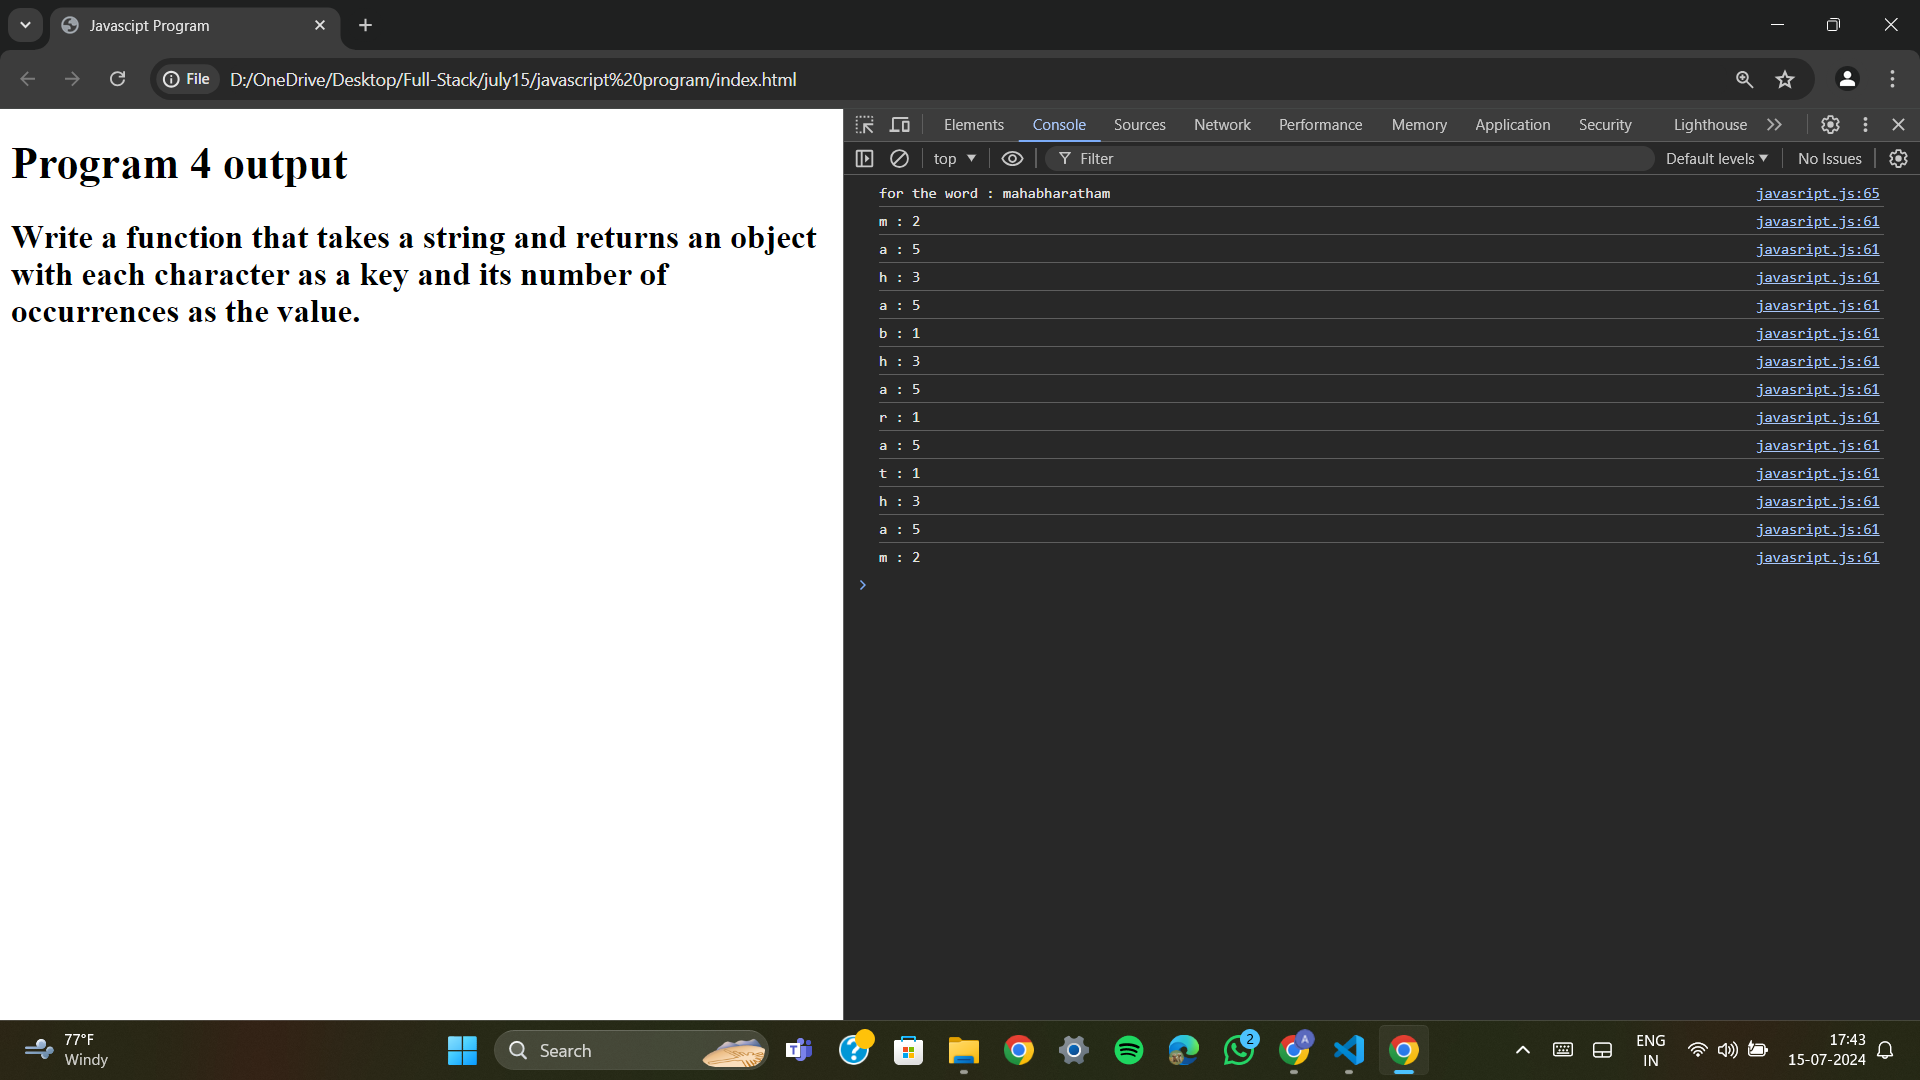 Javascipt Program
File D:/OneDrive/Desktop/Full-Stack/july15/javascript%20program/index.html
Program 4 output
Write a function that takes a string and returns an object
with each character as a key and its number of
occurrences as the value.
Elements Console Sources Network Performance Memory Application Security Lighthouse
top Filter Default levels No Issues
for the word : mahabharatham javasript.js:65
m : 2 javasript.js:61
a : 5 javasript.js:61
h : 3 javasript.js:61
a : 5 javasript.js:61
b : 1 javasript.js:61
h : 3 javasript.js:61
a : 5 javasript.js:61
r : 1 javasript.js:61
a : 5 javasript.js:61
t : 1 javasript.js:61
h : 3 javasript.js:61
a : 5 javasript.js:61
m : 2 javasript.js:61
77°F
Windy
Search
T
2
A
ENG
IN
17:43
15-07-2024